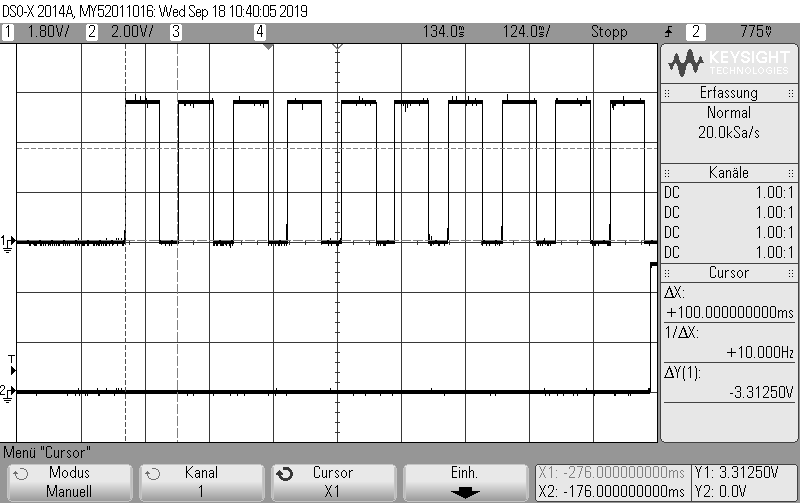 DSO-X 2014A, MY52011016: Wed Sep 18 10:40:05 2019
1 1.80V/ 2 2.00V/ 3 4 134.0ms 124.0ms/ Stopp 2 775mV
KEYSIGHT
TECHNOLOGIES
Erfassung
Normal
20.0kSa/s
Kanäle
DC 1.00:1
DC 1.00:1
DC 1.00:1
DC 1.00:1
Cursor
ΔX:
+100.000000000ms
1/ΔX:
+10.000Hz
ΔY(1):
-3.31250V
1
T
2
Menü "Cursor"
Modus
Manuell
Kanal
1
Cursor
X1
Einh.
X1: -276.000000000ms Y1: 3.31250V
X2: -176.000000000ms Y2: 0.0V